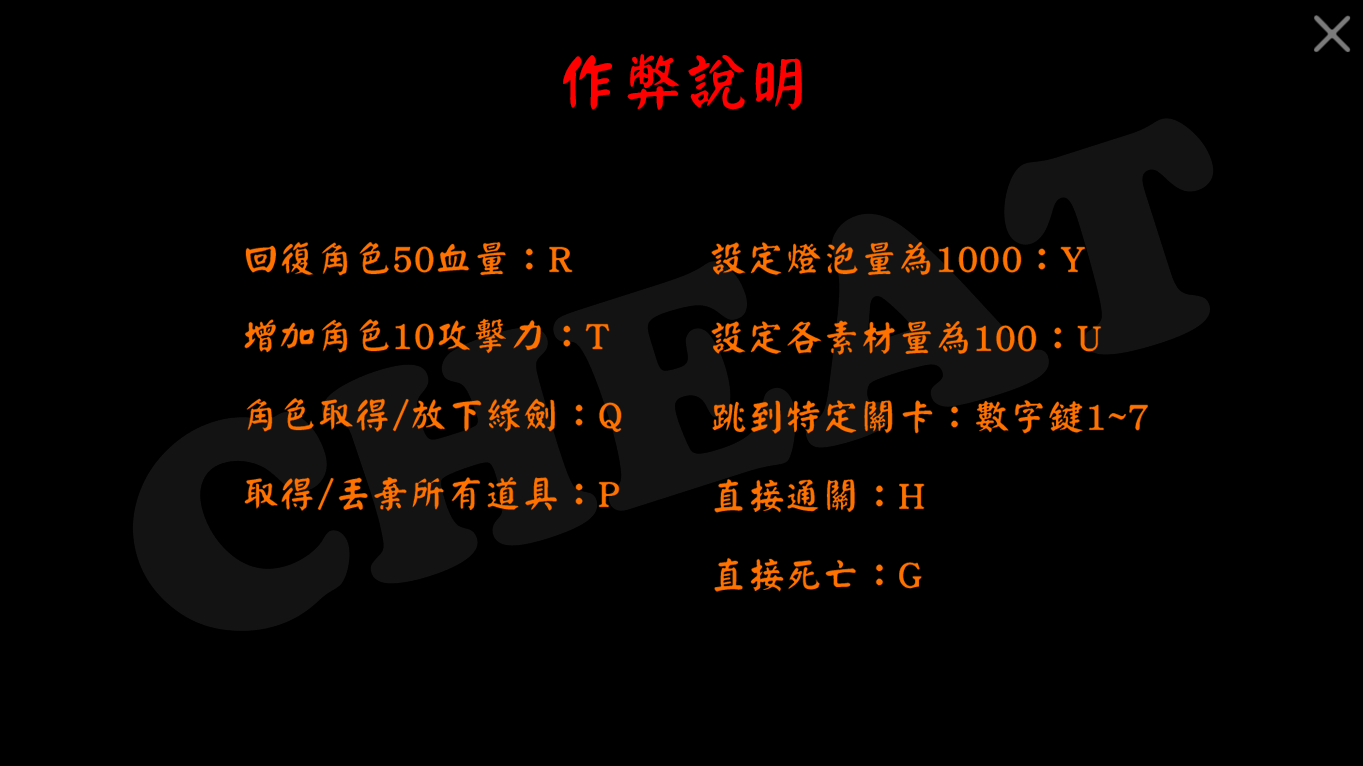 作弊說明
回復角色50血量：R
增加角色10攻擊力：T
角色取得/放下綠劍：Q
取得/丟棄所有道具：P
設定燈泡量為1000：Y
設定各素材量為100：U
跳到特定關卡：數字鍵1~7
直接通關：H
直接死亡：G
CHEAT